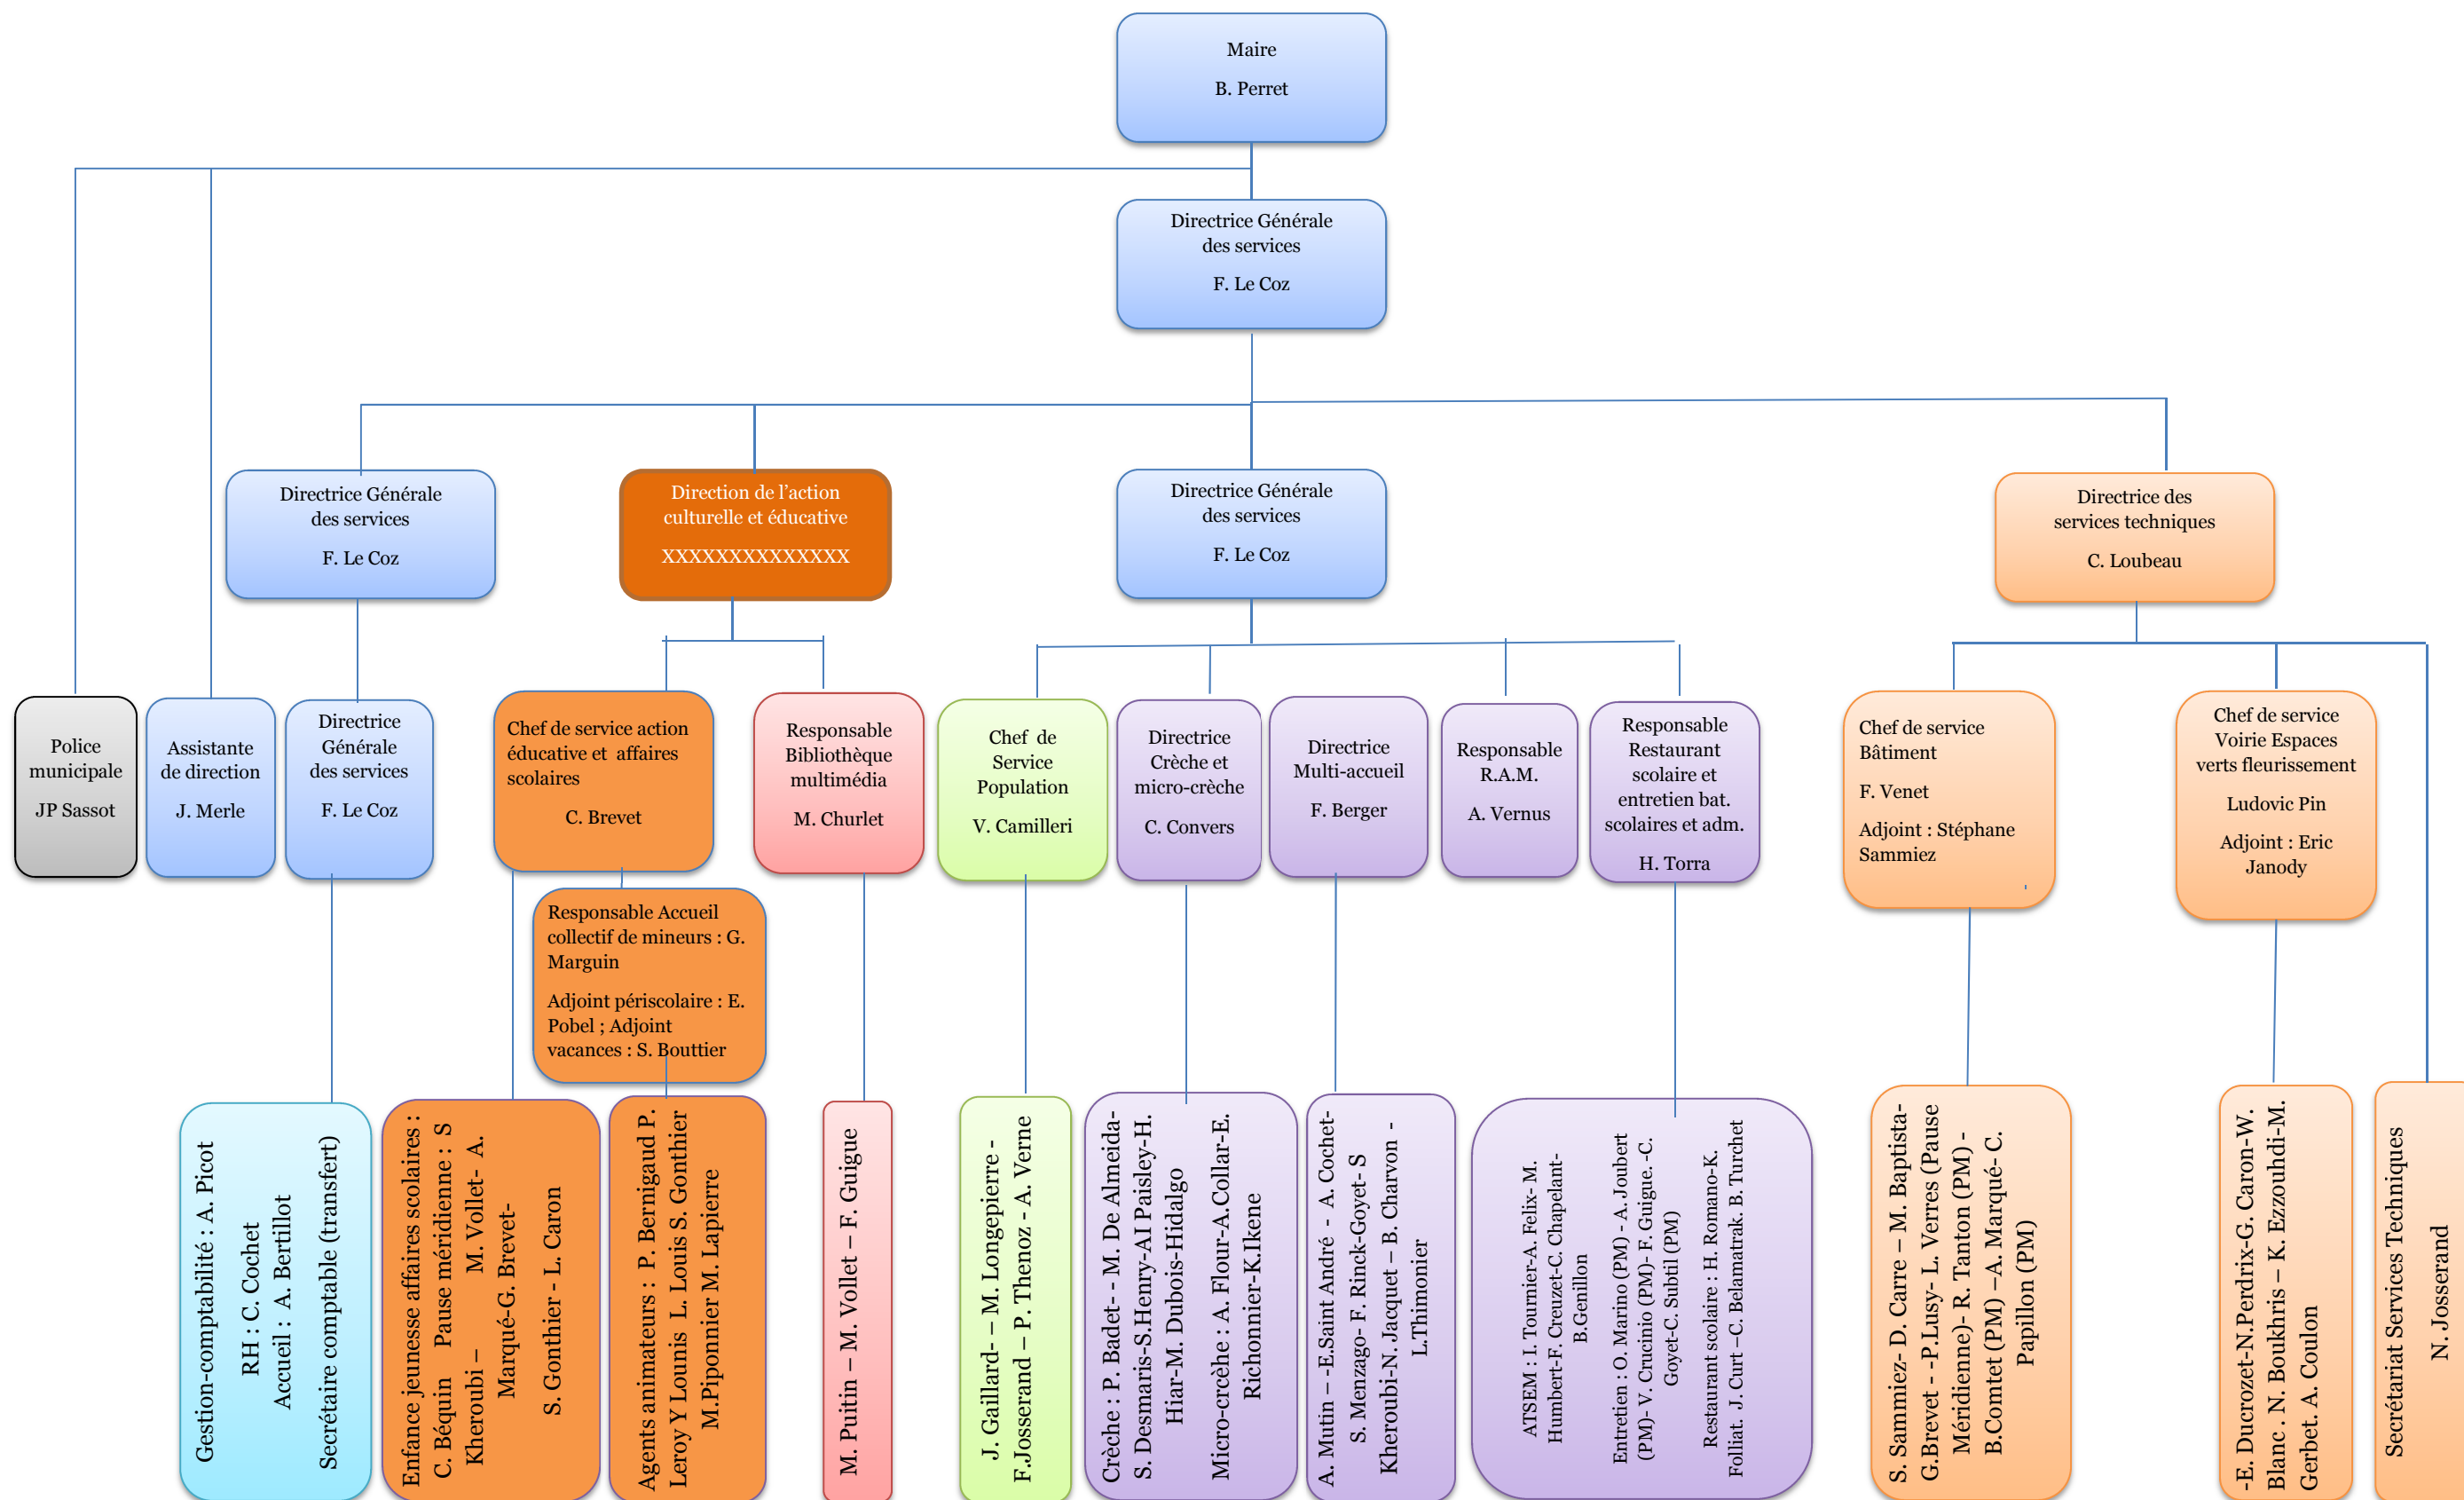 Maire
B. Perret
Directrice Générale
des services
F. Le Coz
Directrice Générale
des services
F. Le Coz
Direction de l’action
culturelle et éducative
XXXXXXXXXXXXXX
Directrice Générale
des services
F. Le Coz
Directrice des
services techniques
C. Loubeau
Police
municipale
JP Sassot
Assistante
de direction
J. Merle
Directrice
Générale
des services
F. Le Coz
Chef de service action
éducative et affaires
scolaires
C. Brevet
Responsable
Bibliothèque
multimédia
M. Churlet
Chef de
Service
Population
V. Camilleri
Directrice
Crèche et
micro-crèche
C. Convers
Directrice
Multi-accueil
F. Berger
Responsable
R.A.M.
A. Vernus
Responsable
Restaurant
scolaire et
entretien bat.
scolaires et adm.
H. Torra
Chef de service
Bâtiment
F. Venet
Adjoint : Stéphane
Sammiez
Chef de service
Voirie Espaces
verts fleurissement
Ludovic Pin
Adjoint : Eric
Janody
Responsable Accueil
collectif de mineurs : G.
Marguin
Adjoint périscolaire : E.
Pobel ; Adjoint
vacances : S. Bouttier
Gestion-comptabilité : A. Picot
RH : C. Cochet
Accueil : A. Bertillot
Secrétaire comptable (transfert)
Enfance jeunesse affaires scolaires :
C. Béquin Pause méridienne : S
Kheroubi – M. Vollet- A.
Marqué-G. Brevet-
S. Gonthier - L. Caron
Agents animateurs : P. Bernigaud P.
Leroy Y Lounis L. Louis S. Gonthier
M.Piponnier M. Lapierre
M. Puitin – M. Vollet – F. Guigue
J. Gaillard- – M. Longepierre -
F.Josserand – P. Thenoz - A. Verne
Crèche : P. Badet- - M. De Almeida-
S. Desmaris-S.Henry-AI Paisley-H.
Hiar-M. Dubois-Hidalgo
Micro-crcèhe : A. Flour-A.Collar-E.
Richonnier-K.Ikene
A. Mutin – -E.Saint André - A. Cochet-
S. Menzago- F. Rinck-Goyet- S
Kheroubi-N. Jacquet – B. Charvon -
L.Thimonier
ATSEM : I. Tournier-A. Felix- M.
Humbert-F. Creuzet-C. Chapelant-
B.Genillon
Entretien : O. Marino (PM) - A. Joubert
(PM)- V. Crucinio (PM)- F. Guigue. -C.
Goyet-C. Subtil (PM)
Restaurant scolaire : H. Romano-K.
Folliat. J. Curt –C. Belamatrak. B. Turchet
S. Sammiez- D. Carre – M. Baptista-
G.Brevet - -P.Lusy- L. Verres (Pause
Méridienne)- R. Tanton (PM) -
B.Comtet (PM) –A. Marqué- C.
Papillon (PM)
-E. Ducrozet-N.Perdrix-G. Caron-W.
Blanc . N. Boukhris – K. Ezzouhdi-M.
Gerbet. A. Coulon
Secrétariat Services Techniques
N. Josserand